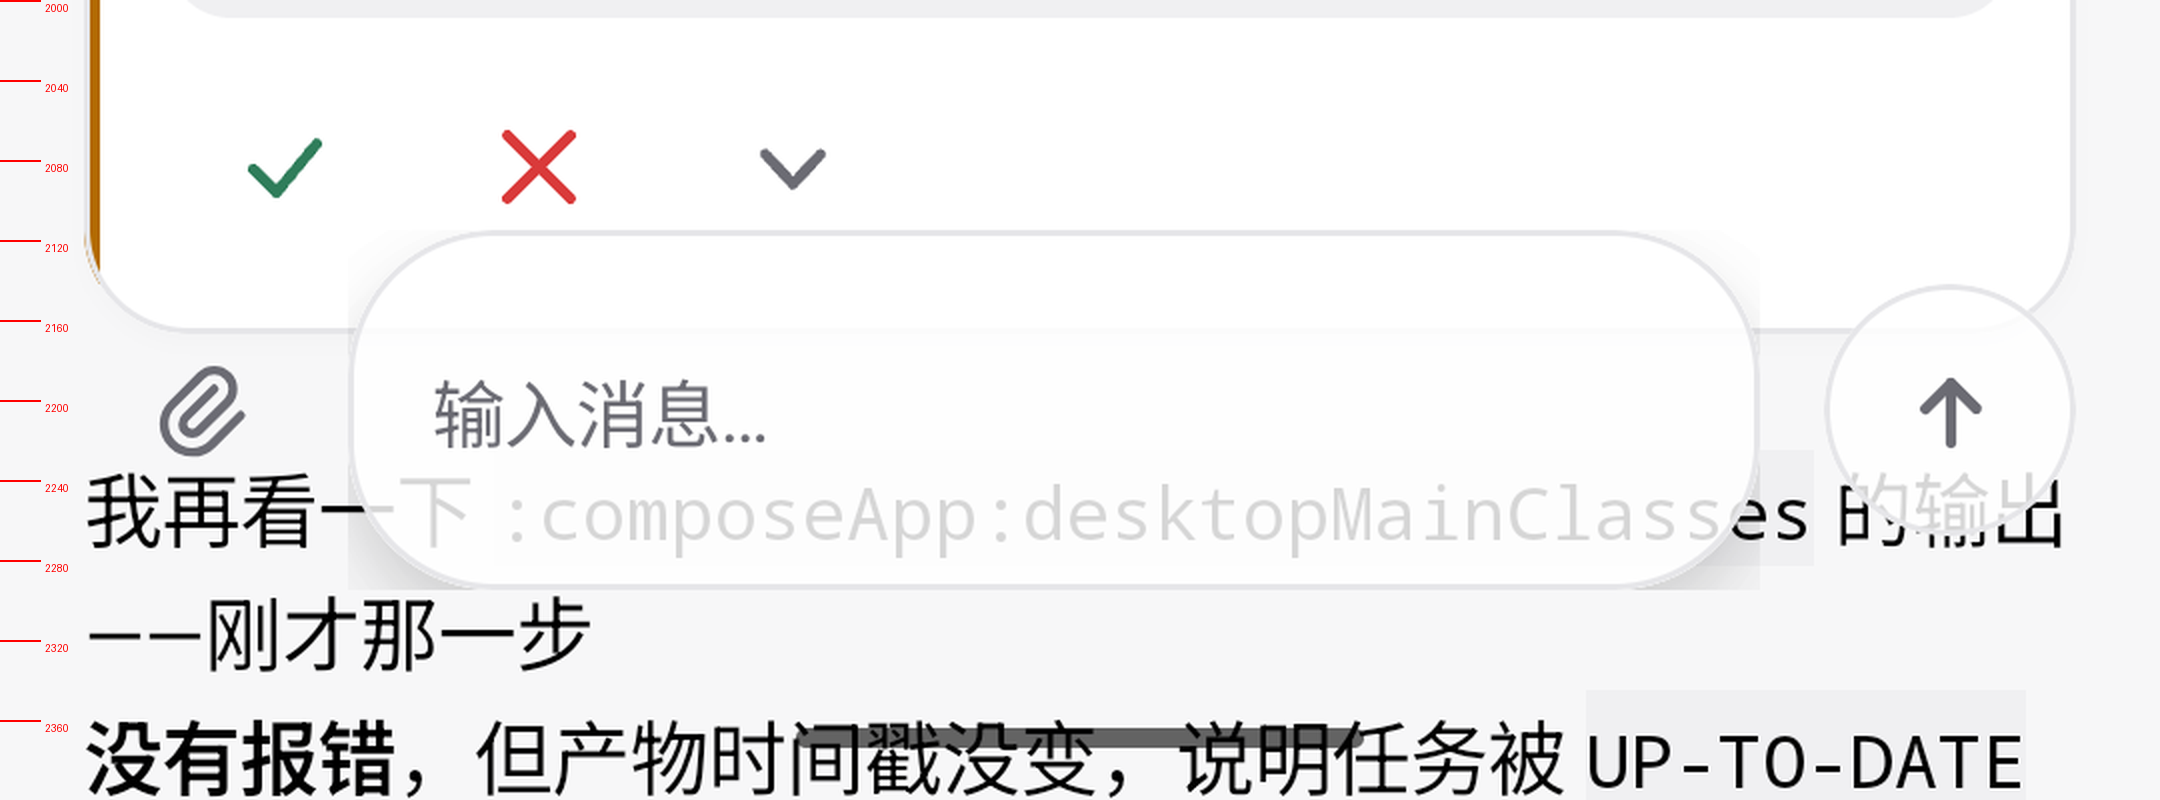 2000
2040
2080
2120
2160
2200
输入消息...
2240
我再看一下 :composeApp:desktopMainClasses 的输出
2280
——刚才那一步
2320
2360
没有报错，但产物时间戳没变，说明任务被 UP-TO-DATE